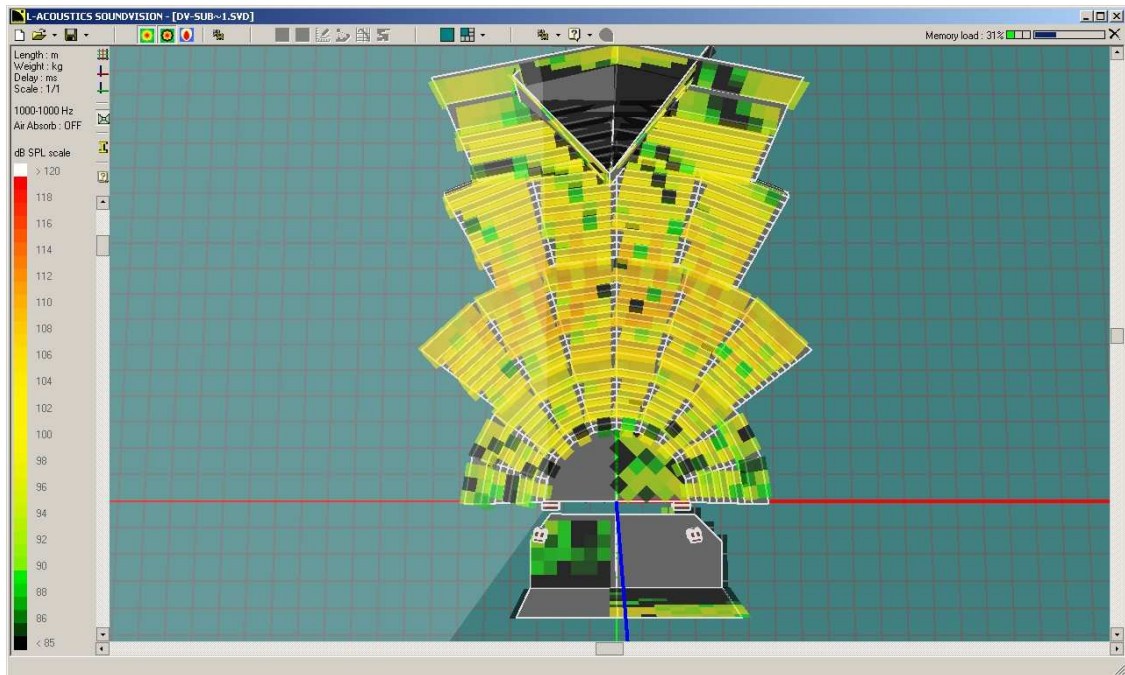 L-ACOUSTICS SOUNDVISION - [DV-SUB~1.SVD]
Memory load : 31%
Length : m
Weight : kg
Delay : ms
Scale : 1/1
1000-1000 Hz
Air Absorb : OFF
dB SPL scale
> 120
118
116
114
112
110
108
106
104
102
100
98
96
94
92
90
88
86
< 85